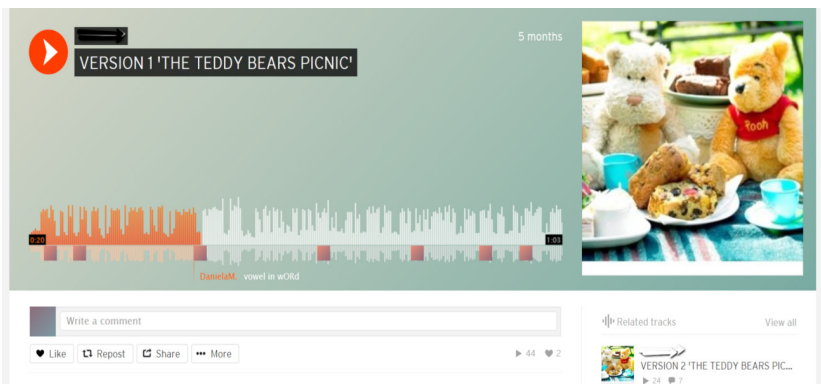 5 months
VERSION 1 'THE TEDDY BEARS PICNIC'
Pooh
0:20
1:03
DanielaM. vowel in wORd
Write a comment
Related tracks
View all
Like
Repost
Share
More
44
2
VERSION 2 'THE TEDDY BEARS PIC...
24
7